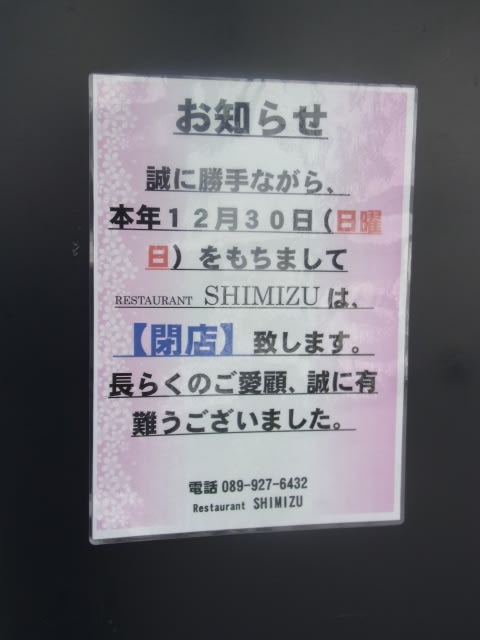 お知らせ
誠に勝手ながら、
本年１２月３０日（日曜
日）をもちまして
RESTAURANT SHIMIZU は、
【閉店】致します。
長らくのご愛顧、誠に有
難うございました。
電話 089-927-6432
Restaurant SHIMIZU